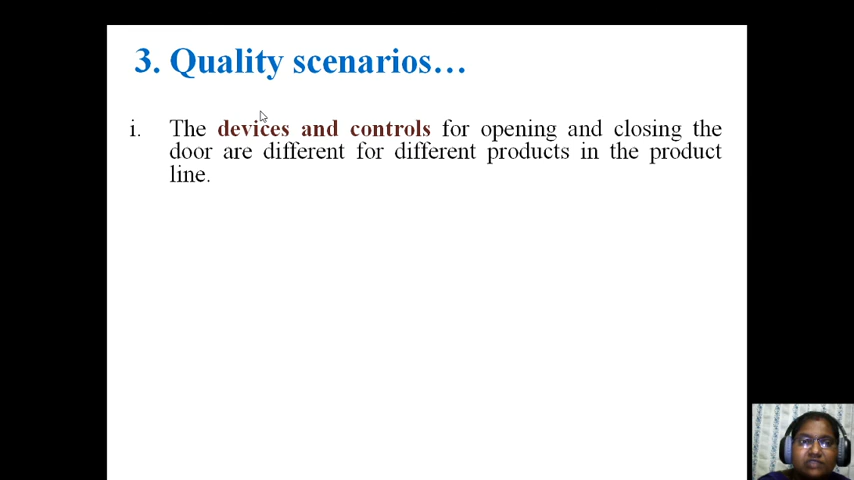 3. Quality scenarios…
i. The devices and controls for opening and closing the
door are different for different products in the product
line.